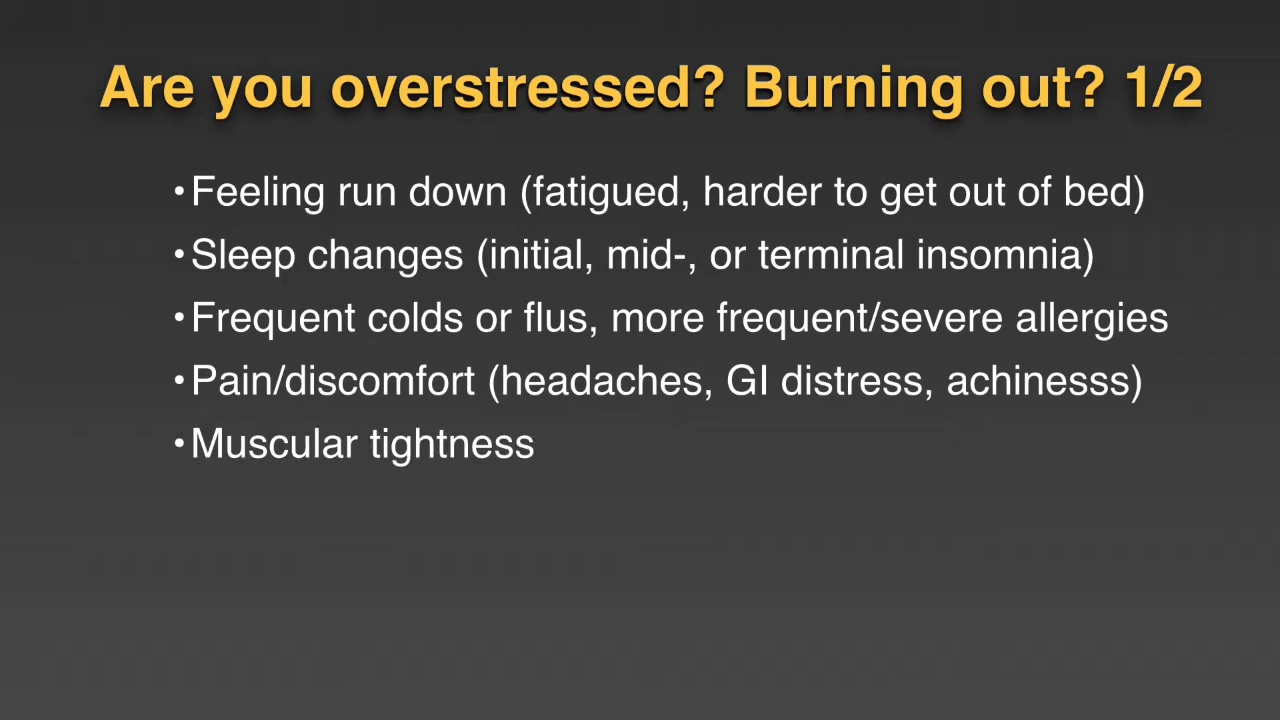 Are you overstressed? Burning out? 1/2
•Feeling run down (fatigued, harder to get out of bed)
•Sleep changes (initial, mid-, or terminal insomnia)
•Frequent colds or flus, more frequent/severe allergies
•Pain/discomfort (headaches, GI distress, achinesss)
•Muscular tightness